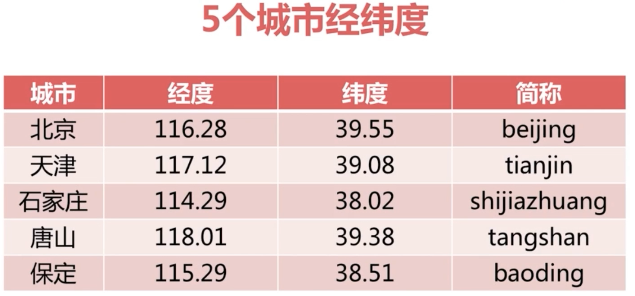 5个城市经纬度
城市 经度 纬度 简称
北京 116.28 39.55 beijing
天津 117.12 39.08 tianjin
石家庄 114.29 38.02 shijiazhuang
唐山 118.01 39.38 tangshan
保定 115.29 38.51 baoding